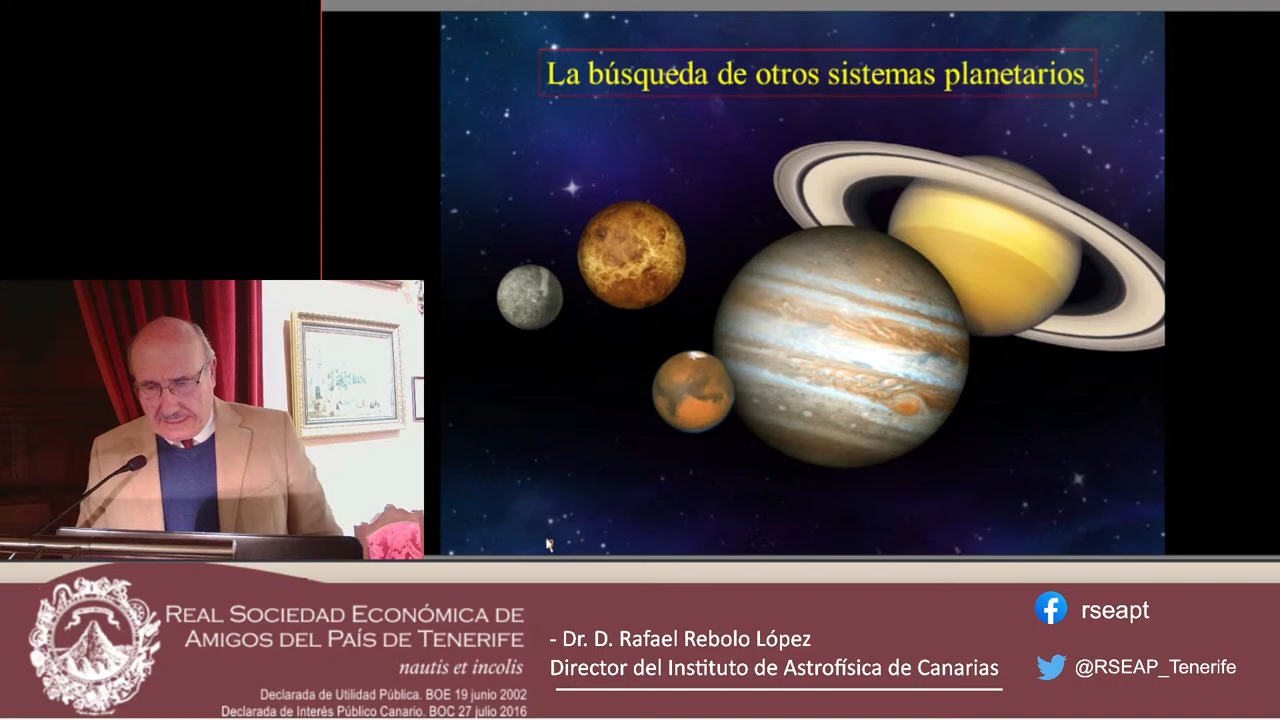 La búsqueda de otros sistemas planetarios
REAL SOCIEDAD ECONÓMICA DE
AMIGOS DEL PAÍS DE TENERIFE
nautis et incolis
Declarada de Utilidad Pública. BOE 19 junio 2002
Declarada de Interés Público Canario. BOC 27 julio 2016
- Dr. D. Rafael Rebolo López
Director del Instituto de Astrofísica de Canarias
rseapt
@RSEAP_Tenerife